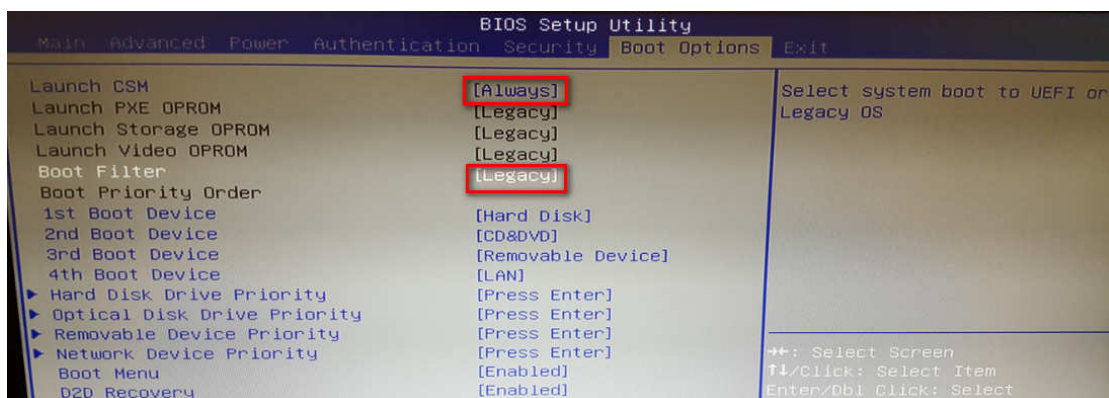 BIOS Setup Utility
Main Advanced Power Authentication Security Boot Options Exit
Launch CSM [Always]
Launch PXE OPROM [Legacy]
Launch Storage OPROM [Legacy]
Launch Video OPROM [Legacy]
Boot Filter [Legacy]
Boot Priority Order
1st Boot Device [Hard Disk]
2nd Boot Device [CD&DVD]
3rd Boot Device [Removable Device]
4th Boot Device [LAN]
▶ Hard Disk Drive Priority [Press Enter]
▶ Optical Disk Drive Priority [Press Enter]
▶ Removable Device Priority [Press Enter]
▶ Network Device Priority [Press Enter]
Boot Menu [Enabled]
D2D Recovery [Enabled]
Select system boot to UEFI or
Legacy OS
→←: Select Screen
↑↓/Click: Select Item
Enter/Dbl Click: Select